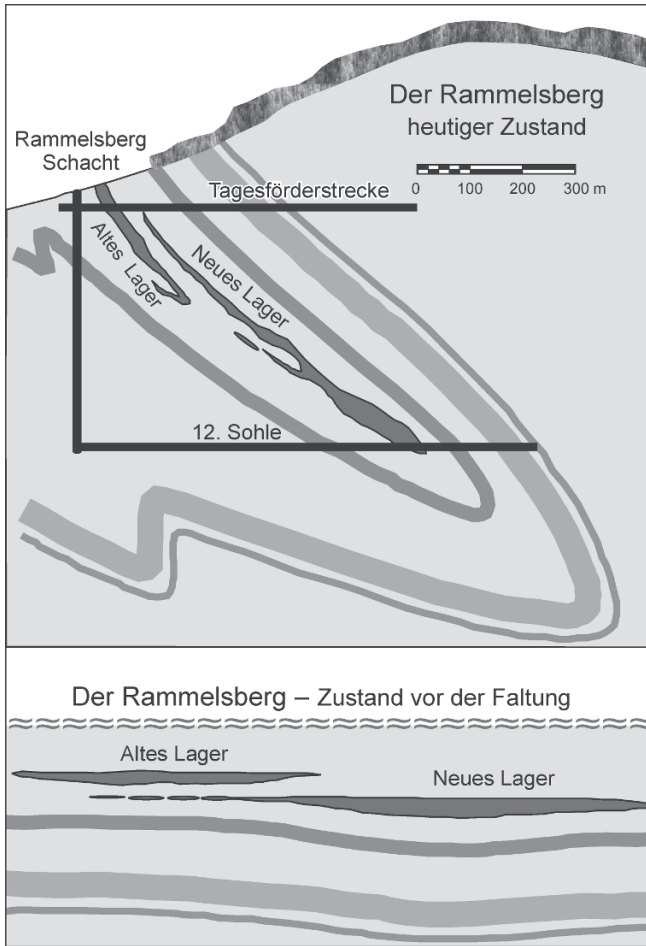 Der Rammelsberg
heutiger Zustand
Rammelsberg
Schacht
0 100 200 300 m
Tagesförderstrecke
Altes
Lager
Neues
Lager
12. Sohle
Der Rammelsberg – Zustand vor der Faltung
Altes Lager
Neues Lager